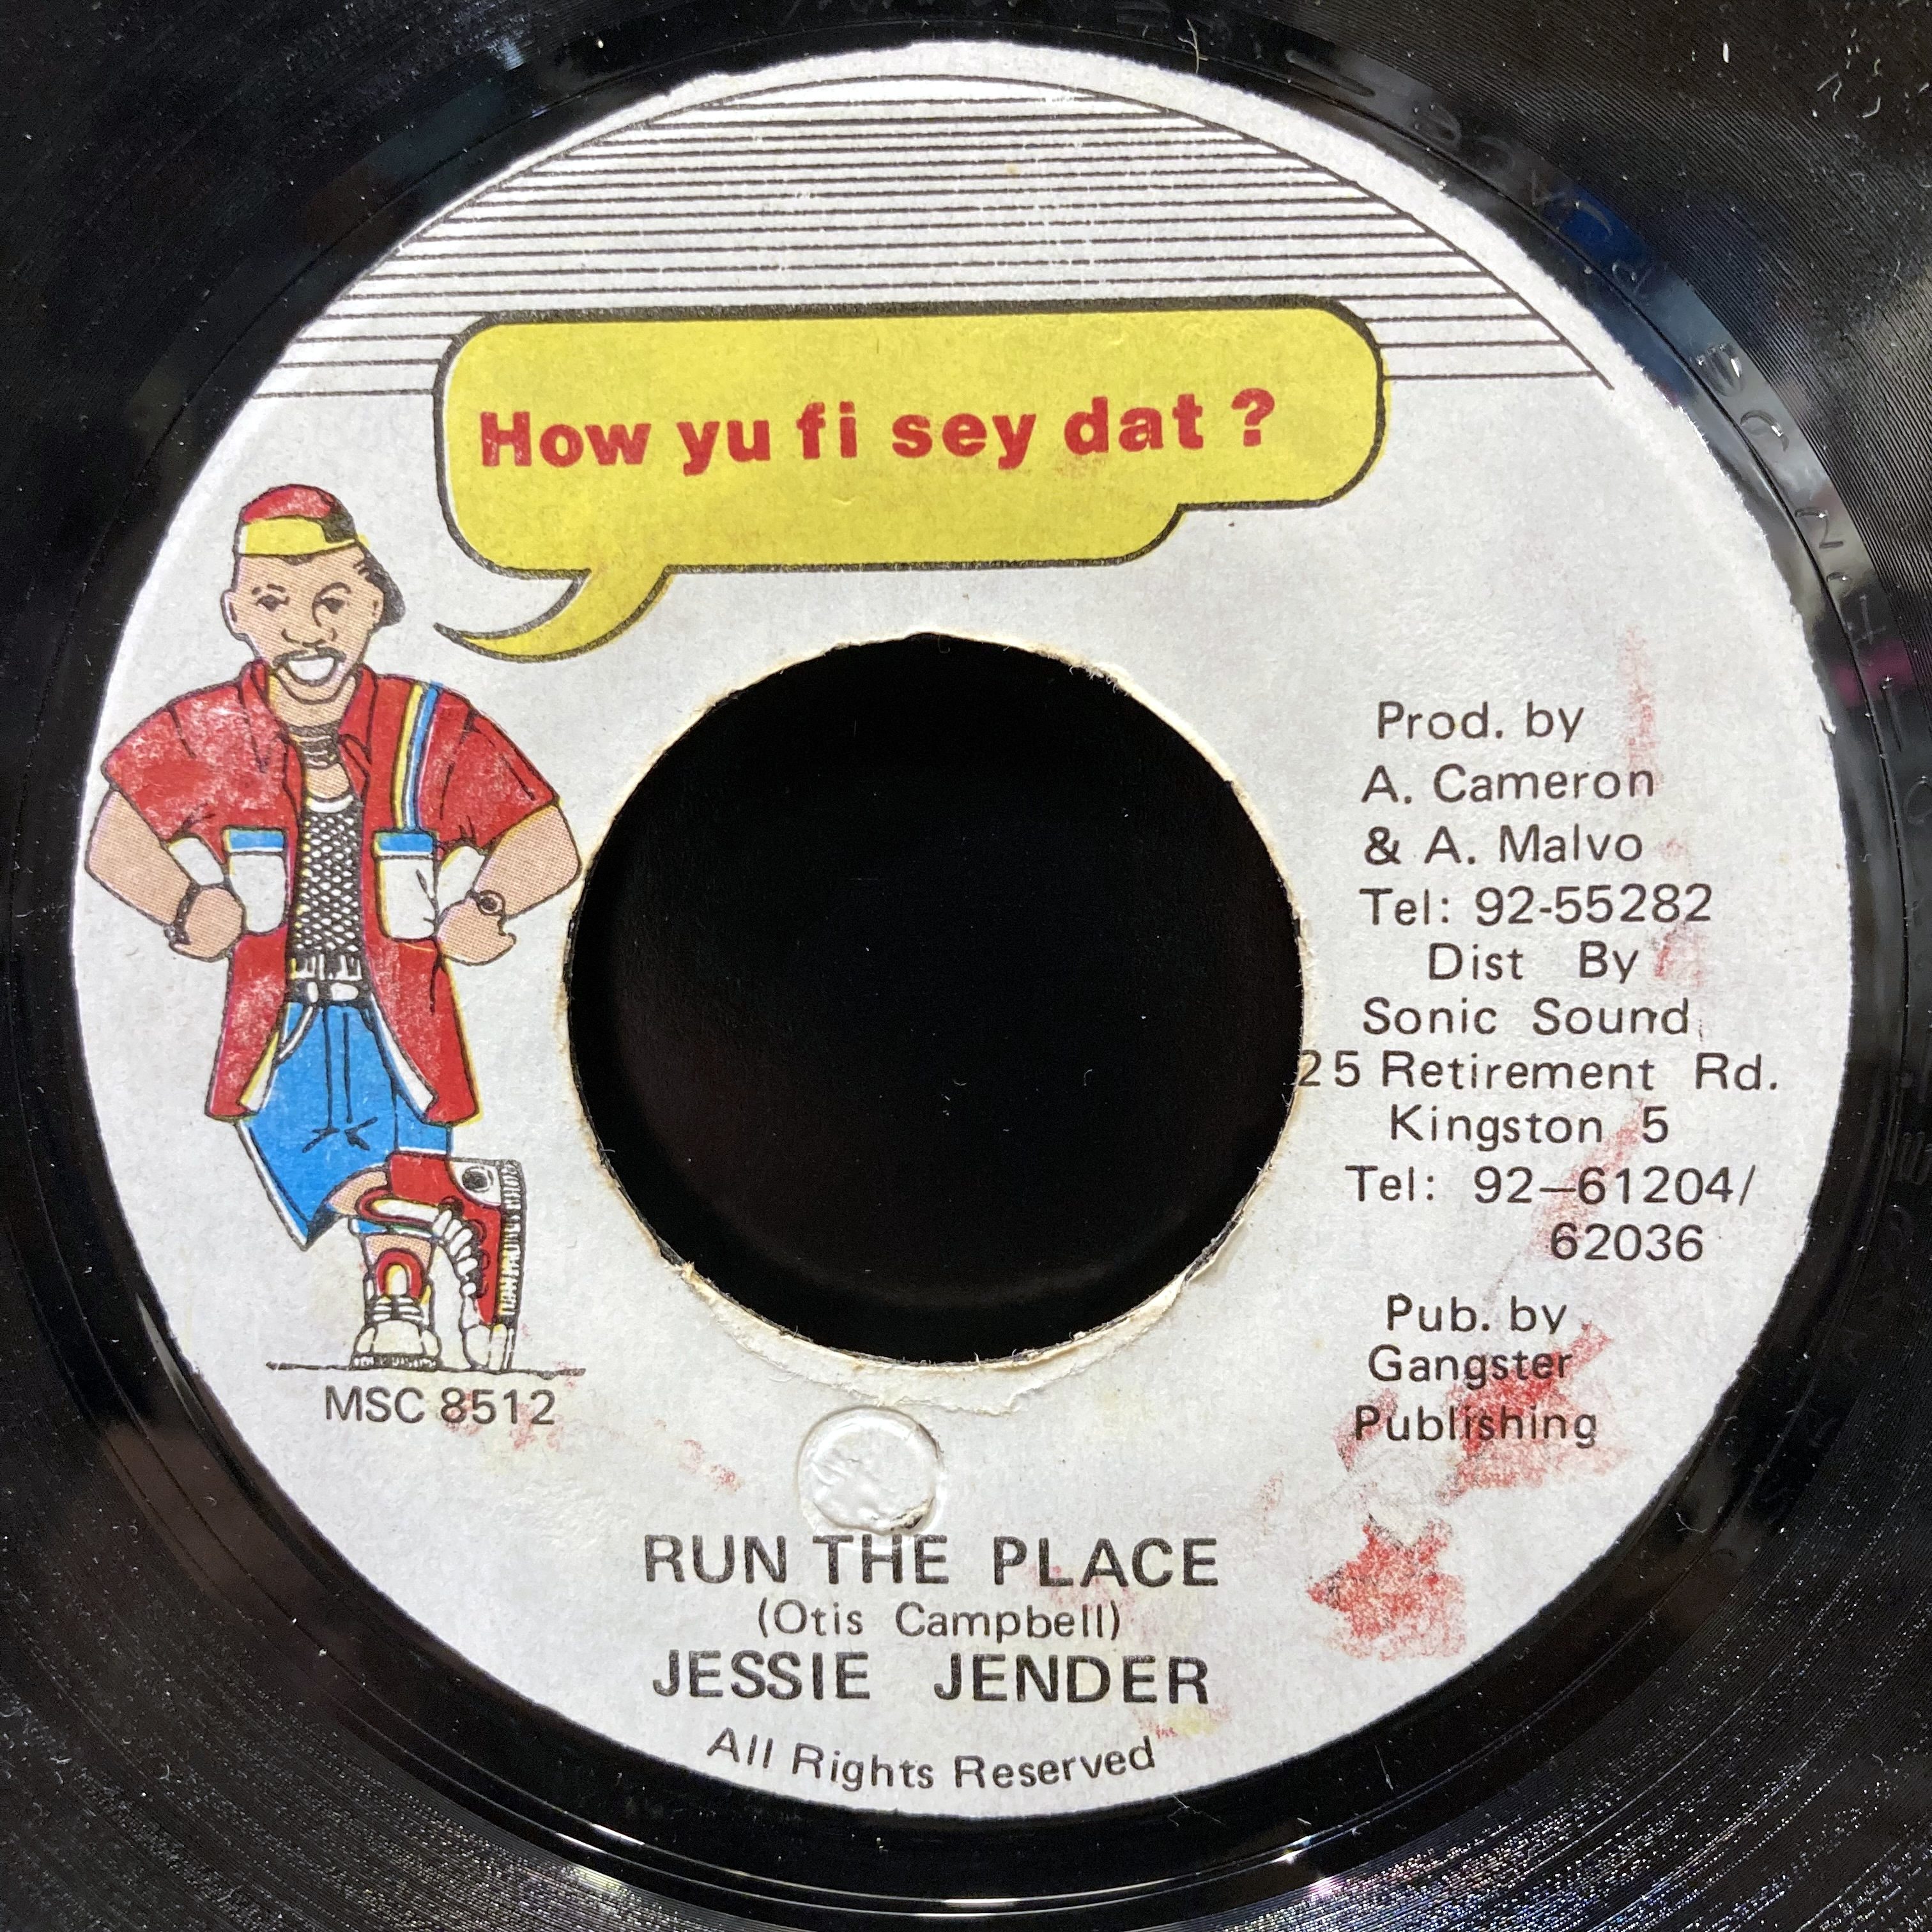 How yu fi sey dat ?
Prod. by
A. Cameron
& A. Malvo
Tel: 92-55282
Dist By
Sonic Sound
25 Retirement Rd.
Kingston 5
Tel: 92–61204/
62036
Pub. by
Gangster
Publishing
MSC 8512
RUN THE PLACE
(Otis Campbell)
JESSIE JENDER
All Rights Reserved